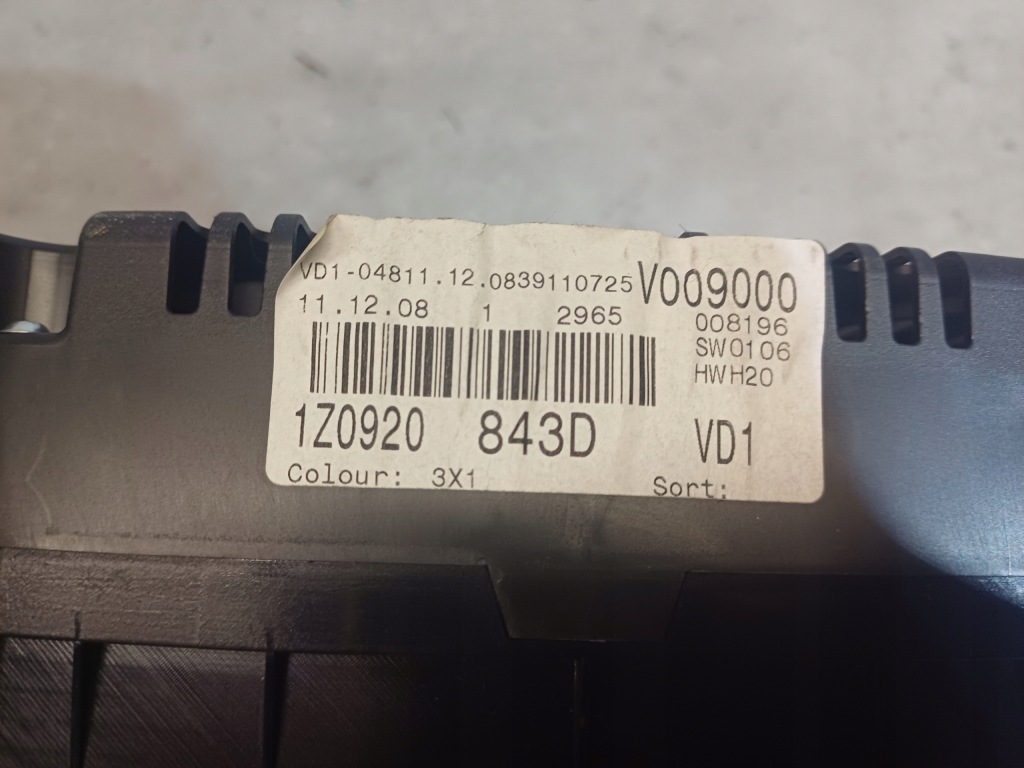 VD1-04811.12.0839110725 V009000
11.12.08 1 2965 008196
SW0106
HWH20
1Z0920 843D VD1
Colour: 3X1 Sort: